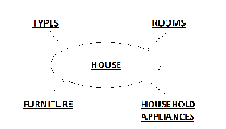 TYPES
ROOMS
HOUSE
FURNITURE
HOUSEHOLD
APPLIANCES